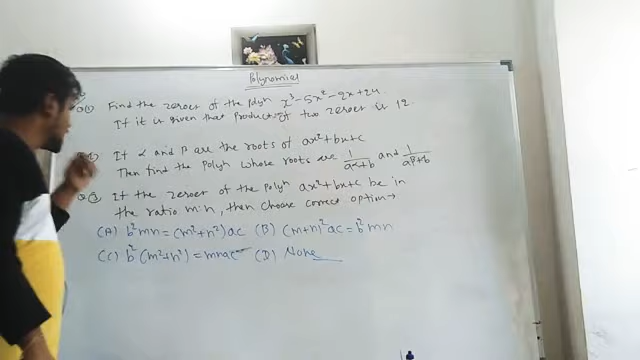 Polynomial
Q① Find the zeroes of the Polyn x³-5x²-2x+24
If it is given that Product of two zeroes is 12.
If α and β are the roots of ax²+bx+c
Then find the Polyn whose roots are 1/(aα+b) and 1/(aβ+b)
Q③ If the zeroes of the Polyn ax²+bx+c be in
the ratio m:n, then choose correct option →
(A) b²mn=(m²+n²)ac (B) (m+n)²ac=b²mn
(C) b²(m²+n²)=mnac (D) None